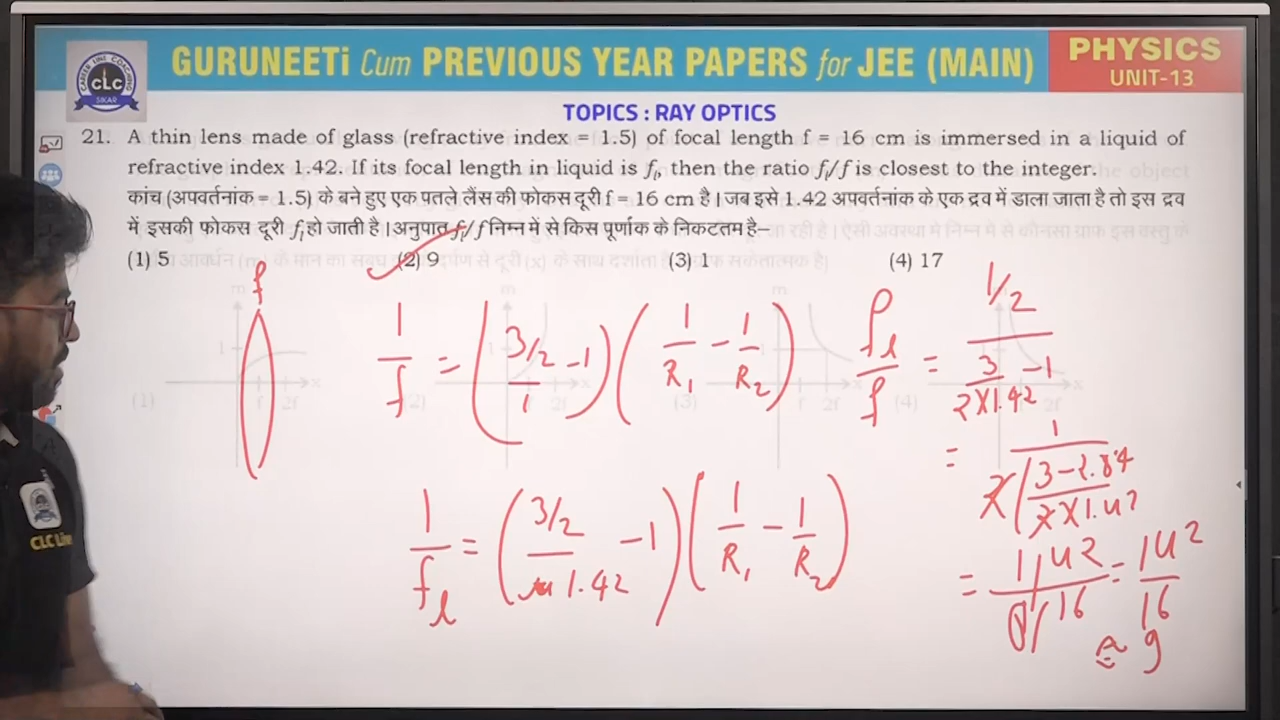 GURUNEETi Cum PREVIOUS YEAR PAPERS for JEE (MAIN)
PHYSICS
UNIT-13
CAREER LINE COACHING
CLC
SIKAR
TOPICS : RAY OPTICS
21. A thin lens made of glass (refractive index = 1.5) of focal length f = 16 cm is immersed in a liquid of
refractive index 1.42. If its focal length in liquid is fₗ, then the ratio fₗ/f is closest to the integer.
कांच (अपवर्तनांक = 1.5) के बने हुए एक पतले लैंस की फोकस दूरी f = 16 cm है। जब इसे 1.42 अपवर्तनांक के एक द्रव में डाला जाता है तो इस द्रव
में इसकी फोकस दूरी fₗ हो जाती है। अनुपात fₗ/f निम्न में से किस पूर्णांक के निकटतम है–
(1) 5 (2) 9 (3) 1 (4) 17
f
1/f = ((3/2)/1 - 1) (1/R₁ - 1/R₂)
fₗ/f = (1/2)/(3/(2×1.42) - 1)
= 1/(2((3-2.84)/(2×1.42)))
1/fₗ = ((3/2)/1.42 - 1) (1/R₁ - 1/R₂)
= 142/16 = 142/16
≈ 9
CLC Live